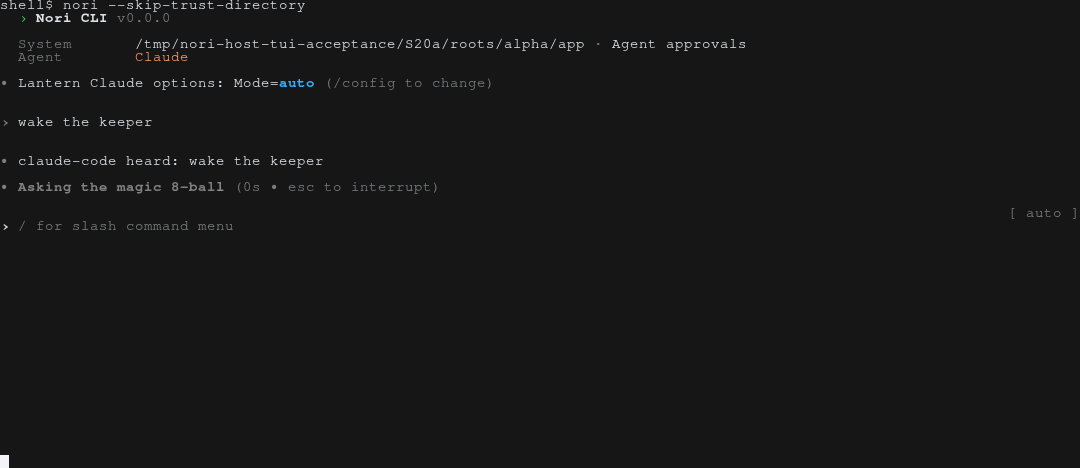 shell$ nori --skip-trust-directory
› Nori CLI v0.0.0
System /tmp/nori-host-tui-acceptance/S20a/roots/alpha/app · Agent approvals
Agent Claude
• Lantern Claude options: Mode=auto (/config to change)
› wake the keeper
• claude-code heard: wake the keeper
• Asking the magic 8-ball (0s • esc to interrupt)
[ auto ]
› / for slash command menu